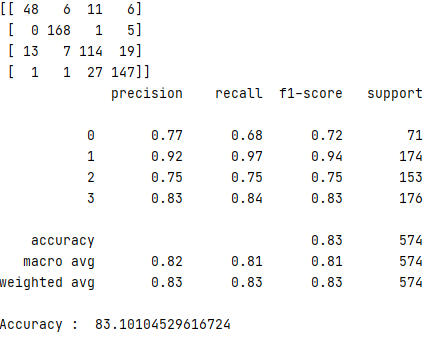 [[ 48   6  11   6]
 [  0 168   1   5]
 [ 13   7 114  19]
 [  1   1  27 147]]
              precision    recall  f1-score   support

           0       0.77      0.68      0.72        71
           1       0.92      0.97      0.94       174
           2       0.75      0.75      0.75       153
           3       0.83      0.84      0.83       176

    accuracy                           0.83       574
   macro avg       0.82      0.81      0.81       574
weighted avg       0.83      0.83      0.83       574

Accuracy :  83.10104529616724